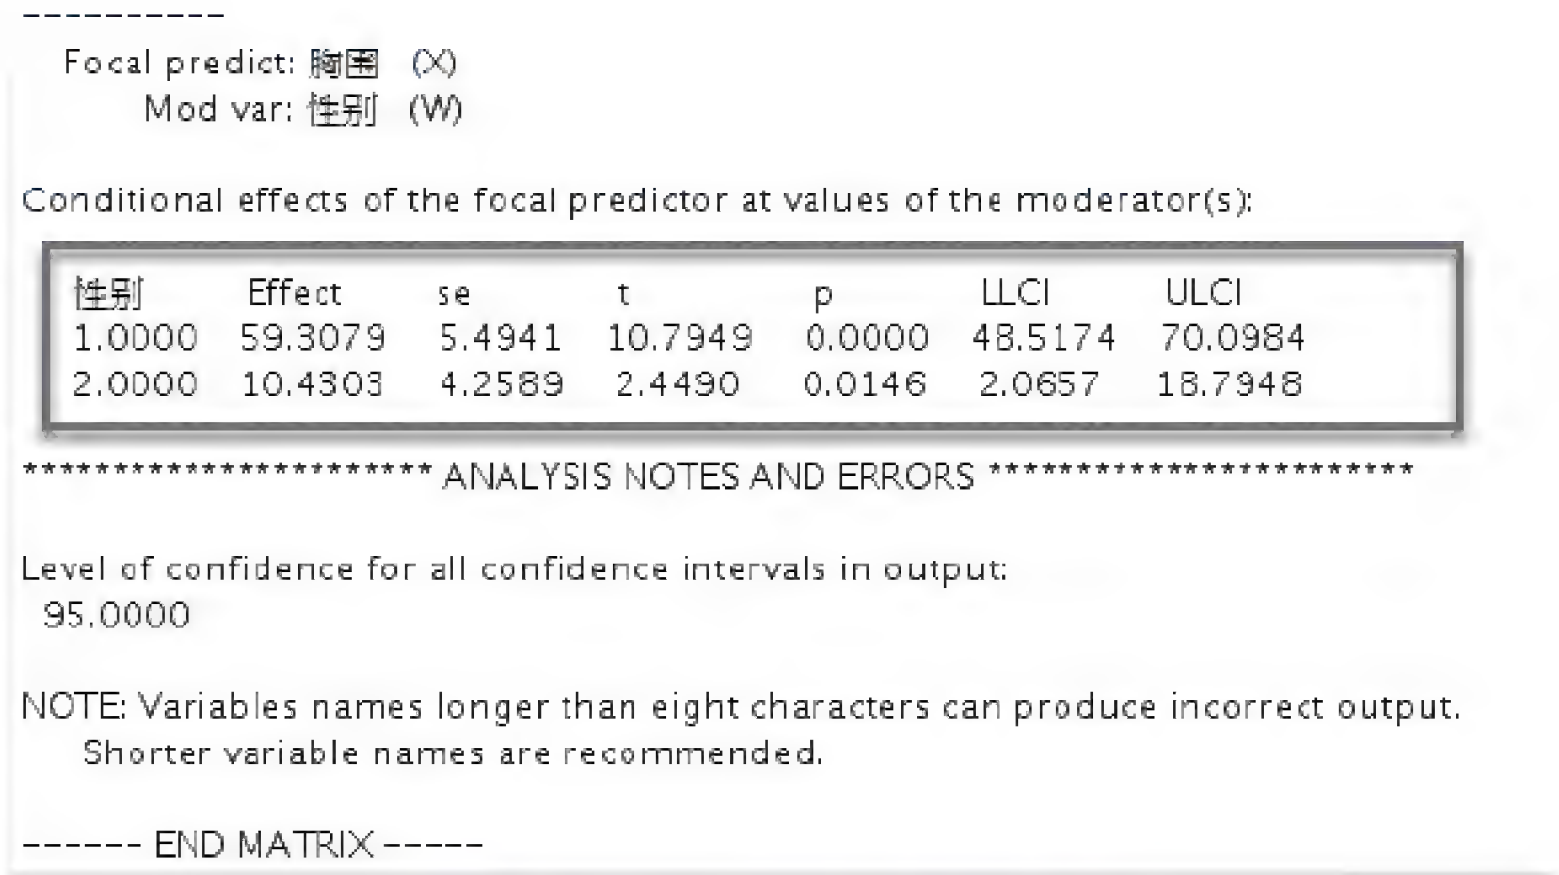 ----------
Focal predict: 胸围 (X)
Mod var: 性别 (W)
Conditional effects of the focal predictor at values of the moderator(s):
性别 Effect se t p LLCI ULCI
1.0000 59.3079 5.4941 10.7949 0.0000 48.5174 70.0984
2.0000 10.4303 4.2589 2.4490 0.0146 2.0657 18.7948
*********************** ANALYSIS NOTES AND ERRORS ************************
Level of confidence for all confidence intervals in output:
95.0000
NOTE: Variables names longer than eight characters can produce incorrect output.
Shorter variable names are recommended.
------ END MATRIX -----